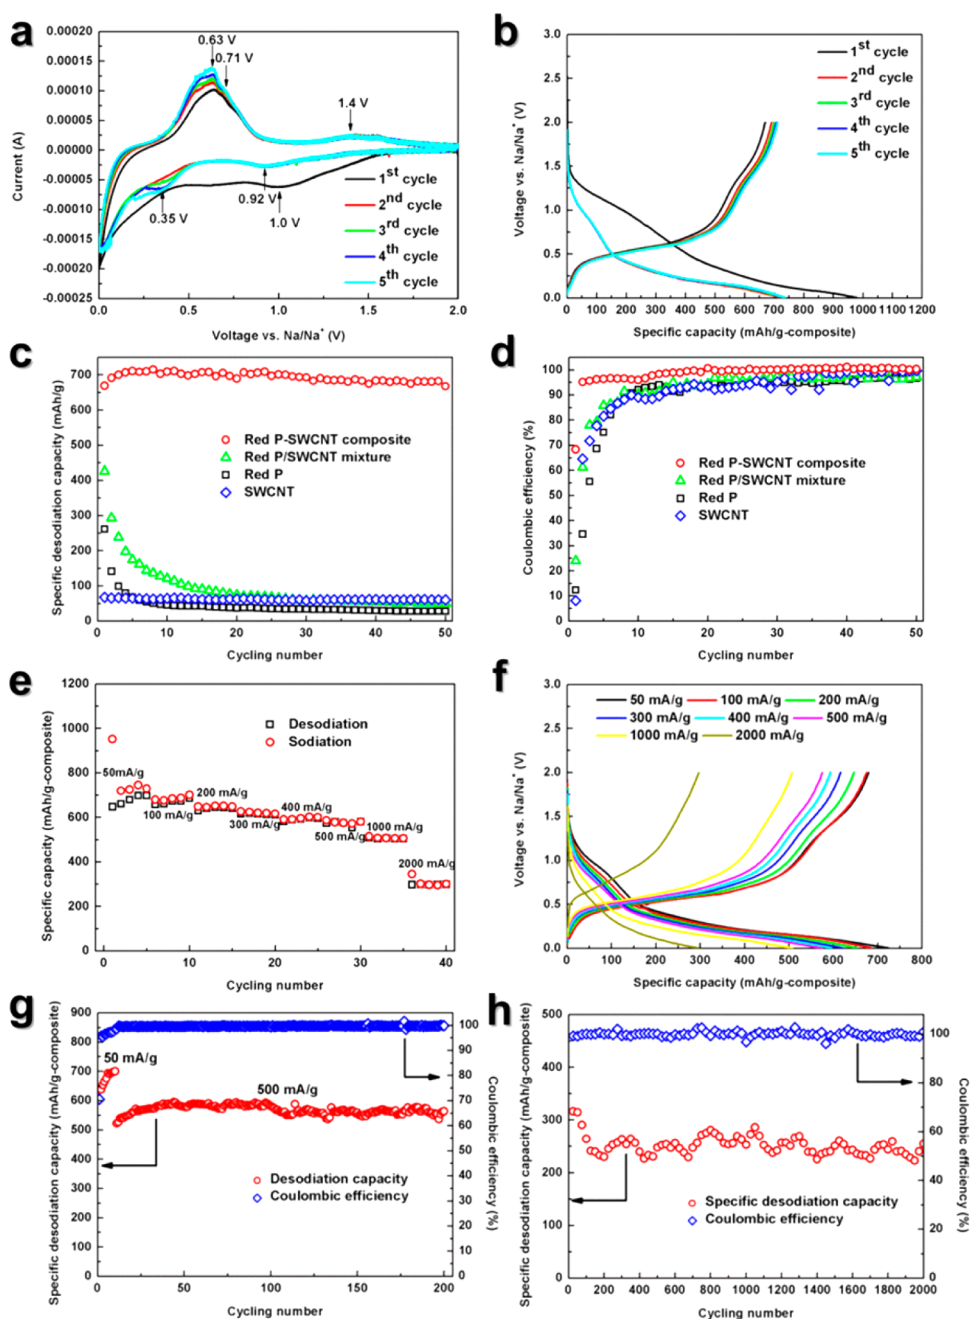 a
0.00020
0.00015
0.00010
0.00005
0.00000
-0.00005
-0.00010
-0.00015
-0.00020
-0.00025
Current (A)
0.63 V
0.71 V
1.4 V
0.35 V
0.92 V
1.0 V
1st cycle
2nd cycle
3rd cycle
4th cycle
5th cycle
0.0 0.5 1.0 1.5 2.0
Voltage vs. Na/Na+ (V)
b
3.0
2.5
2.0
1.5
1.0
0.5
0.0
Voltage vs. Na/Na+ (V)
1st cycle
2nd cycle
3rd cycle
4th cycle
5th cycle
0 100 200 300 400 500 600 700 800 900 1000 1100 1200
Specific capacity (mAh/g-composite)
c
700
600
500
400
300
200
100
0
Specific desodiation capacity (mAh/g)
Red P-SWCNT composite
Red P/SWCNT mixture
Red P
SWCNT
0 10 20 30 40 50
Cycling number
d
100
90
80
70
60
50
40
30
20
10
0
Coulombic efficiency (%)
Red P-SWCNT composite
Red P/SWCNT mixture
Red P
SWCNT
0 10 20 30 40 50
Cycling number
e
1200
1000
800
600
400
200
0
Specific capacity (mAh/g-composite)
Desodiation
Sodiation
50mA/g
100 mA/g
200 mA/g
300 mA/g
400 mA/g
500 mA/g
1000 mA/g
2000 mA/g
0 10 20 30 40
Cycling number
f
3.0
2.5
2.0
1.5
1.0
0.5
0.0
Voltage vs. Na/Na+ (V)
50 mA/g 100 mA/g 200 mA/g
300 mA/g 400 mA/g 500 mA/g
1000 mA/g 2000 mA/g
0 100 200 300 400 500 600 700 800
Specific capacity (mAh/g-composite)
g
900
850
800
700
600
550
500
450
400
350
300
250
200
150
100
50
0
Specific desodiation capacity (mAh/g-composite)
50 mA/g
500 mA/g
Desodiation capacity
Coulombic efficiency
100
90
80
70
60
50
40
30
20
10
0
Coulombic efficiency (%)
0 50 100 150 200
Cycling number
h
500
450
400
350
300
250
200
100
0
Specific desodiation capacity (mAh/g-composite)
Specific desodiation capacity
Coulombic efficiency
100
80
60
40
20
0
Coulombic efficiency (%)
0 200 400 600 800 1000 1200 1400 1600 1800 2000
Cycling number